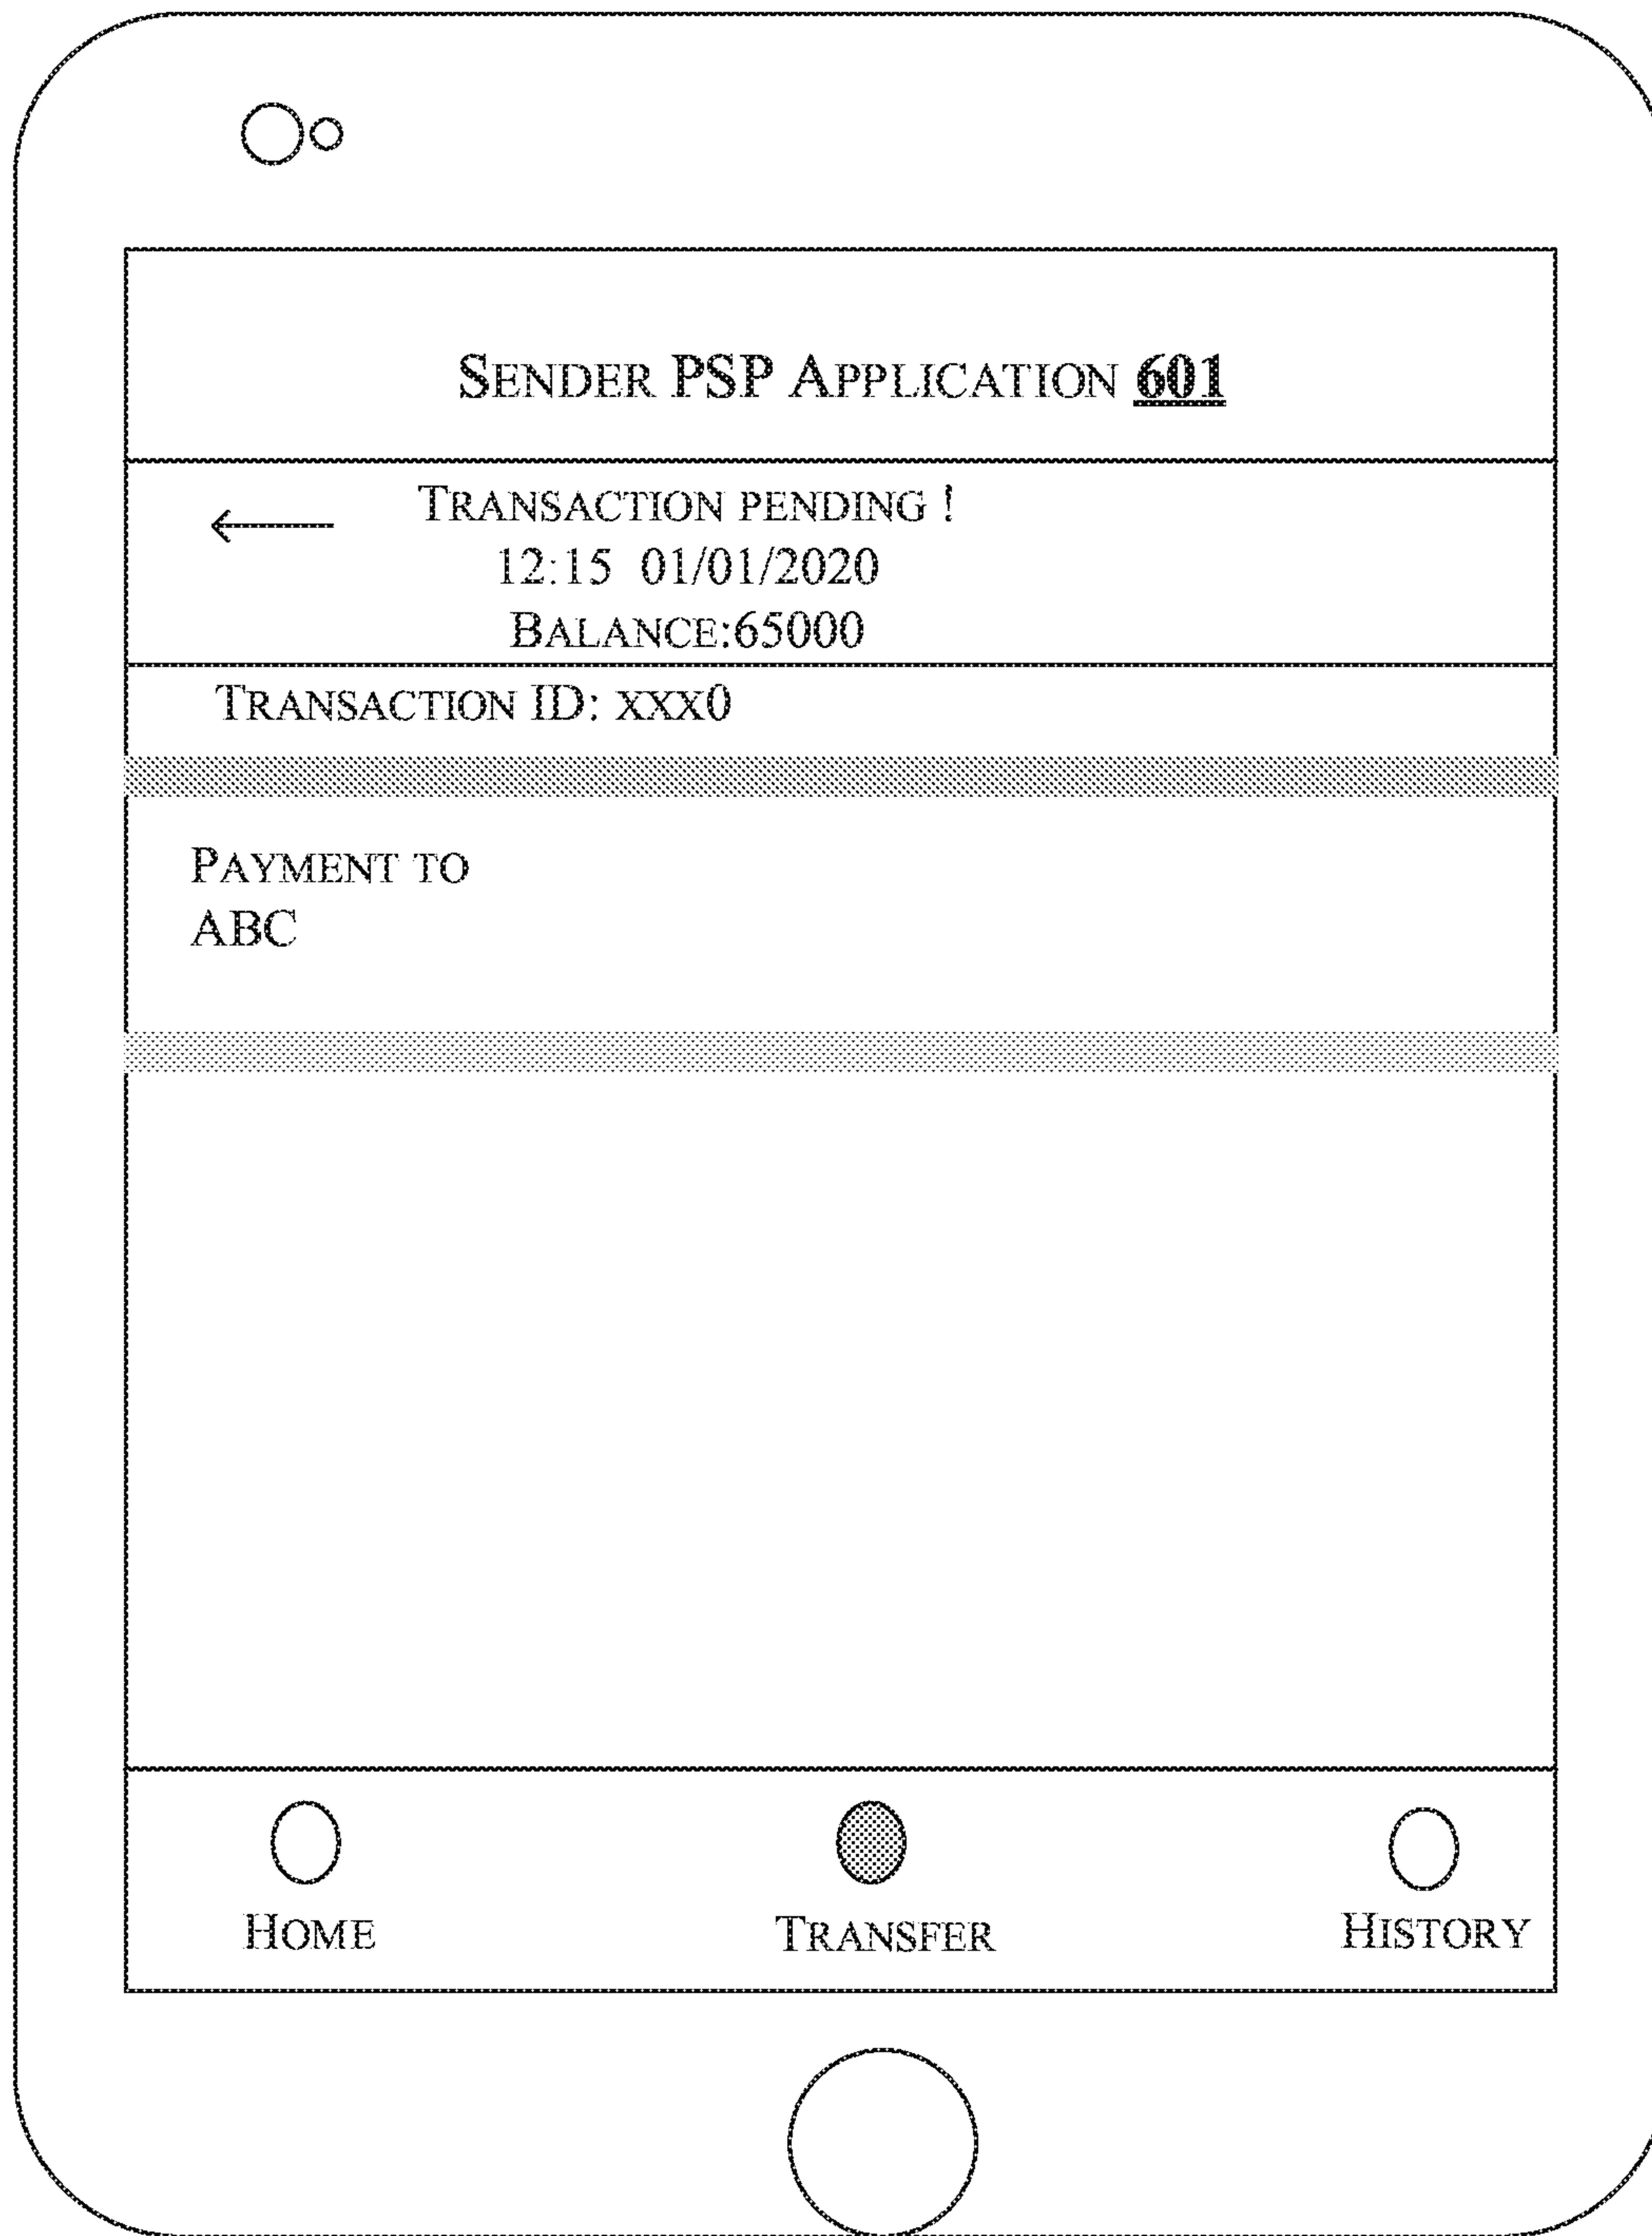 SENDER PSP APPLICATION 601
TRANSACTION PENDING !
12:15 01/01/2020
BALANCE:65000
TRANSACTION ID: XXX0
PAYMENT TO
ABC
HOME
TRANSFER
HISTORY